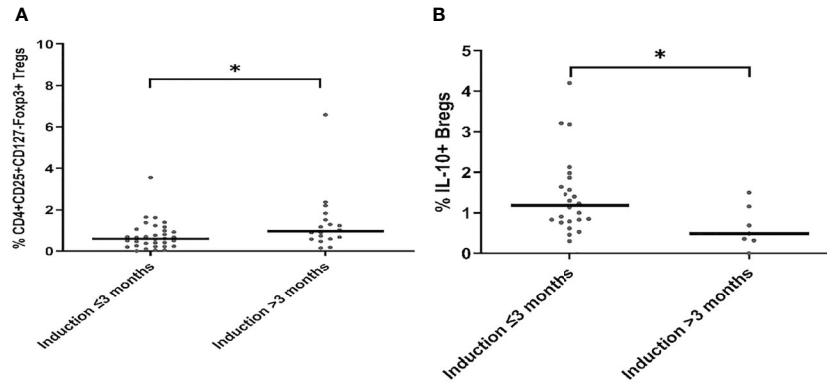 A
% CD4+CD25+CD127-Foxp3+ Tregs
10
8
6
4
2
0
*
Induction ≤3 months
Induction >3 months
B
% IL-10+ Bregs
5
4
3
2
1
0
*
Induction ≤3 months
Induction >3 months